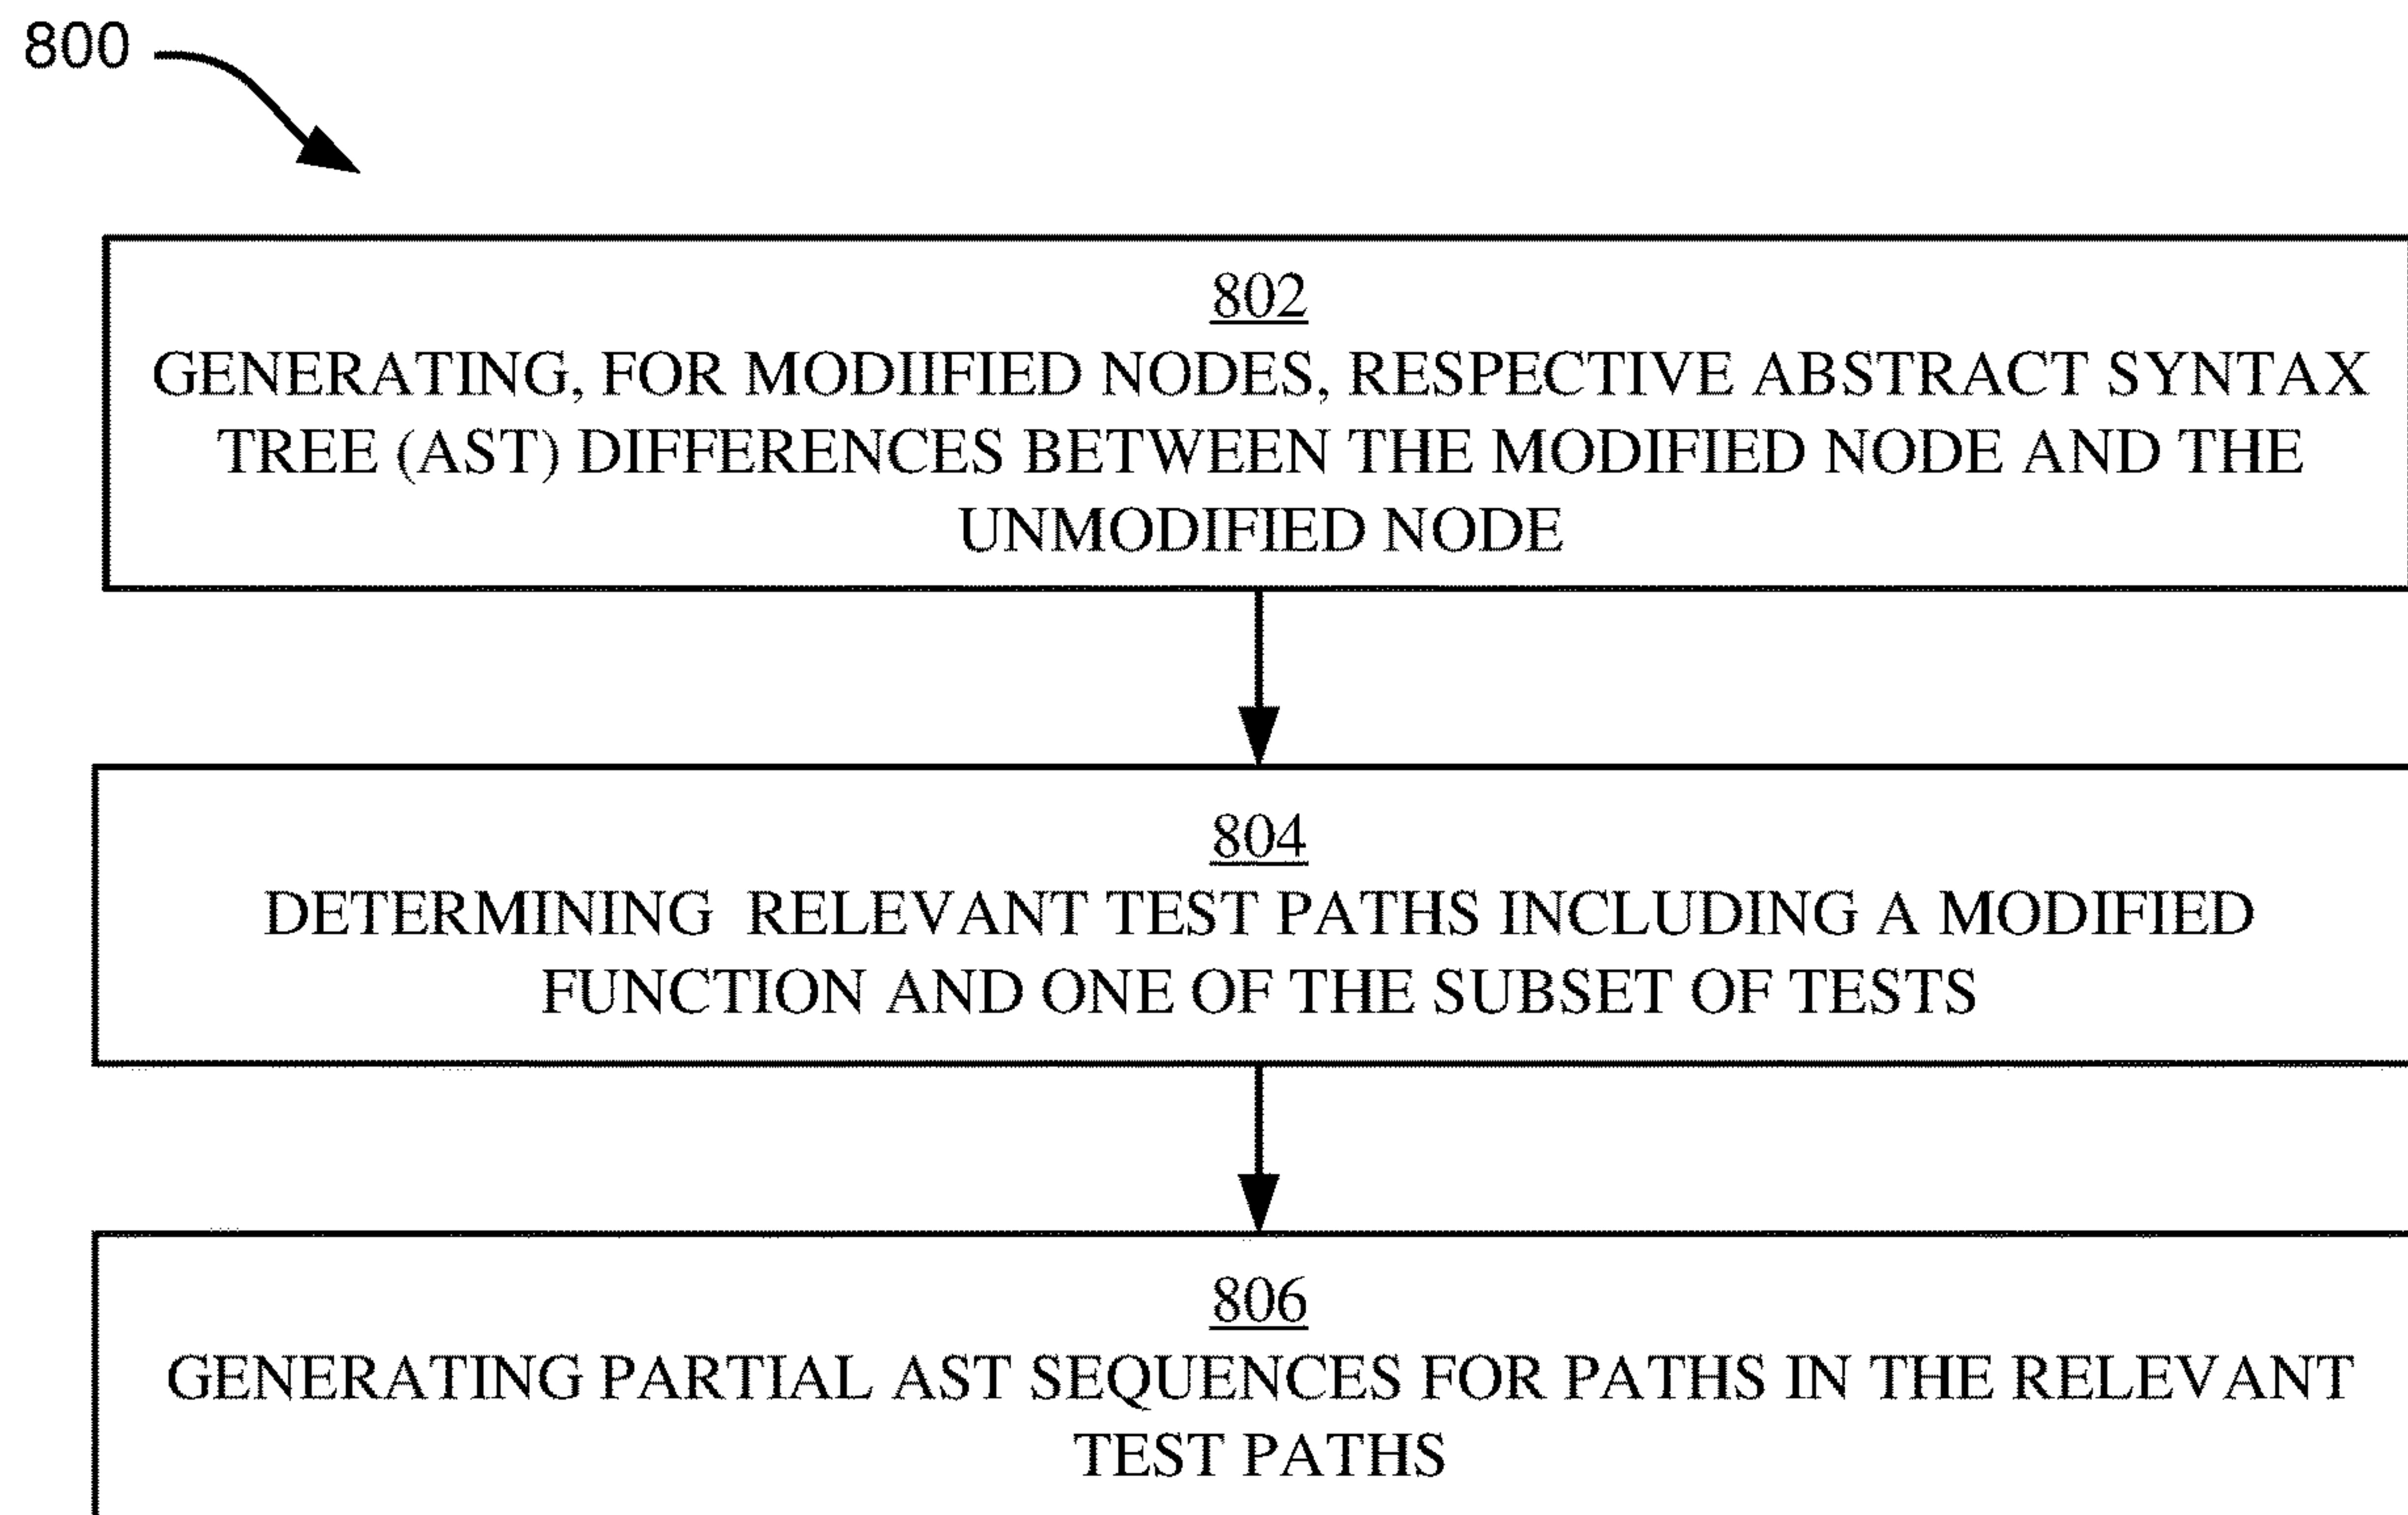 800
802
GENERATING, FOR MODIIFIED NODES, RESPECTIVE ABSTRACT SYNTAX
TREE (AST) DIFFERENCES BETWEEN THE MODIFIED NODE AND THE
UNMODIFIED NODE
804
DETERMINING RELEVANT TEST PATHS INCLUDING A MODIFIED
FUNCTION AND ONE OF THE SUBSET OF TESTS
806
GENERATING PARTIAL AST SEQUENCES FOR PATHS IN THE RELEVANT
TEST PATHS